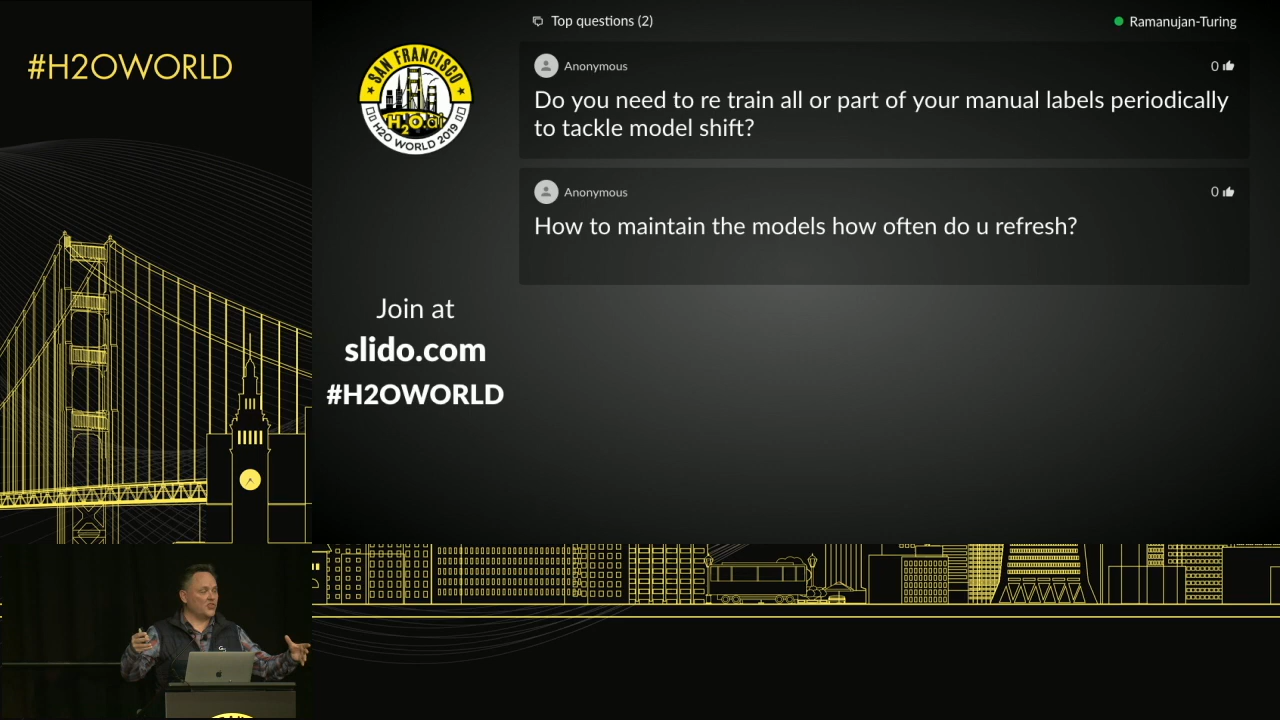 #H2OWORLD
SAN FRANCISCO
H2O.ai
H2O WORLD 2019
Join at
slido.com
#H2OWORLD
Top questions (2)
Ramanujan-Turing
Anonymous
0
Do you need to re train all or part of your manual labels periodically
to tackle model shift?
Anonymous
0
How to maintain the models how often do u refresh?